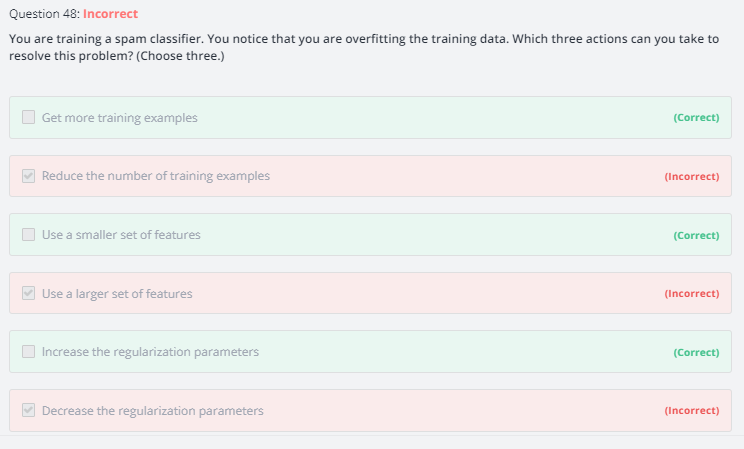 Question 48: Incorrect
You are training a spam classifier. You notice that you are overfitting the training data. Which three actions can you take to
resolve this problem? (Choose three.)
Get more training examples (Correct)
Reduce the number of training examples (Incorrect)
Use a smaller set of features (Correct)
Use a larger set of features (Incorrect)
Increase the regularization parameters (Correct)
Decrease the regularization parameters (Incorrect)